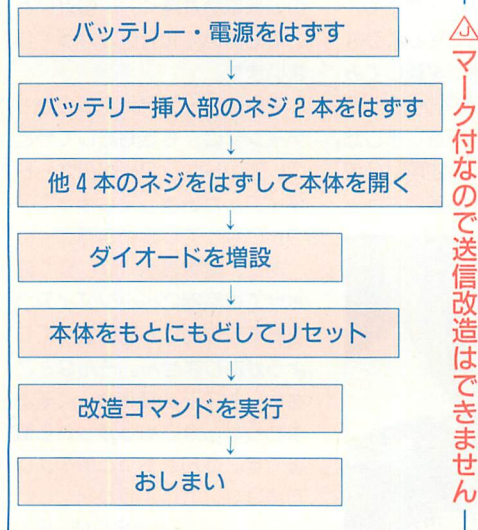 バッテリー・電源をはずす
↓
バッテリー挿入部のネジ2本をはずす
↓
他4本のネジをはずして本体を開く
↓
ダイオードを増設
↓
本体をもとにもどしてリセット
↓
改造コマンドを実行
↓
おしまい
Jマーク付なので送信改造はできません